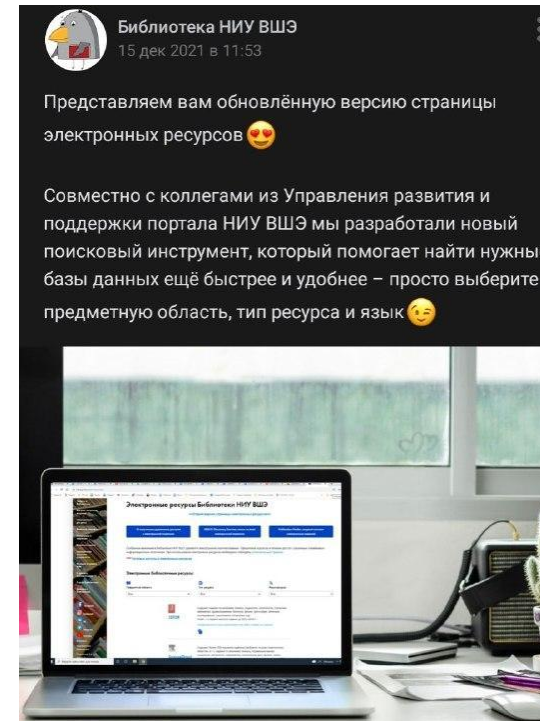 Библиотека НИУ ВШЭ
15 дек 2021 в 11:53
Представляем вам обновлённую версию страницы
электронных ресурсов
Совместно с коллегами из Управления развития и
поддержки портала НИУ ВШЭ мы разработали новый
поисковый инструмент, который помогает найти нужны
базы данных ещё быстрее и удобнее – просто выберите
предметную область, тип ресурса и язык
Электронные ресурсы Библиотеки НИУ ВШЭ
Электронные библиотечные ресурсы